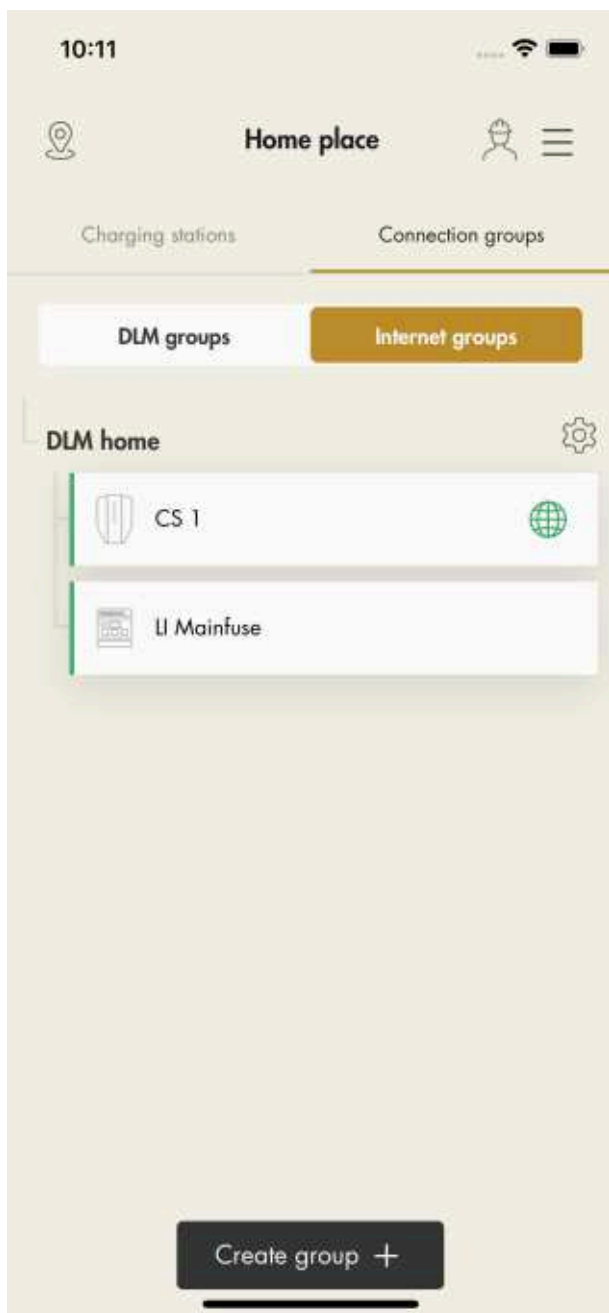 10:11
Home place
Charging stations Connection groups
DLM groups Internet groups
DLM home
CS 1
LI Mainfuse
Create group +